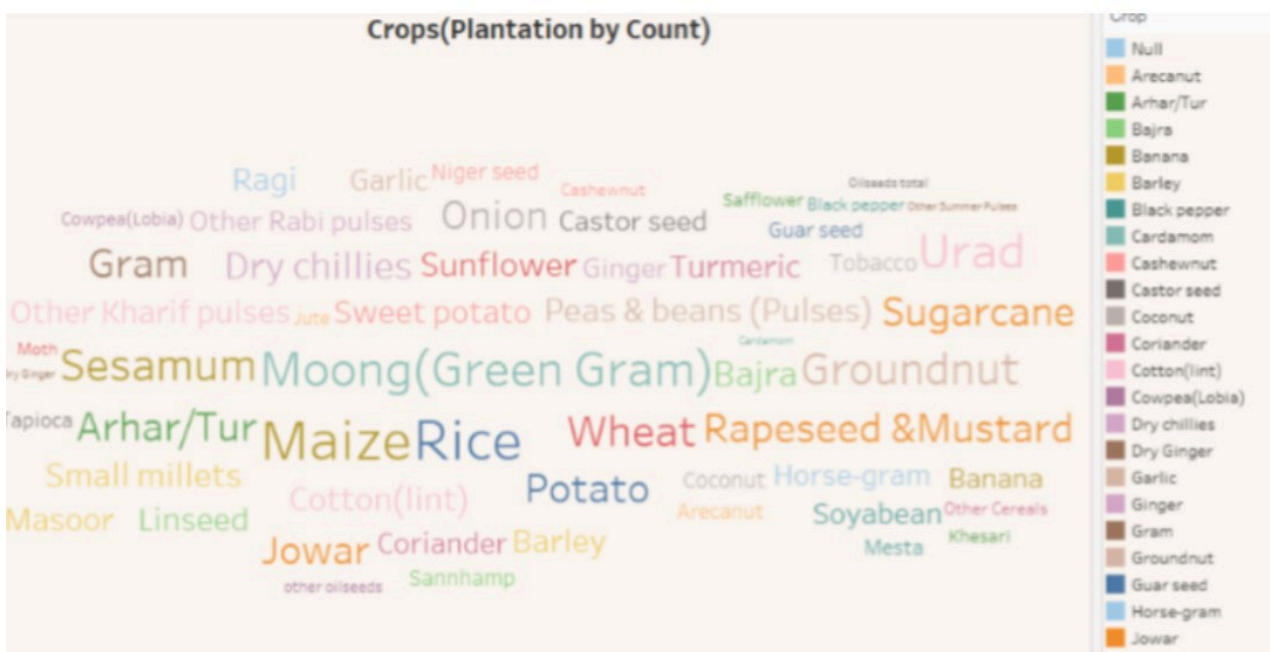 Crops(Plantation by Count)
Ragi Garlic Niger seed
Cashewnut Oilseeds total
Safflower Black pepper Other Summer Pulses
Cowpea(Lobia) Other Rabi pulses Onion Castor seed Guar seed
Gram Dry chillies Sunflower Ginger Turmeric Tobacco Urad
Other Kharif pulses Jute Sweet potato Peas & beans (Pulses) Sugarcane
Moth Cardamom
ry Ginger Sesamum Moong(Green Gram) Bajra Groundnut
Tapioca Arhar/Tur Maize Rice Wheat Rapeseed &Mustard
Small millets Coconut Horse-gram Banana
Cotton(lint) Potato
Masoor Linseed Arecanut Soyabean Other Cereals
Jowar Coriander Barley Mesta Khesari
other oilseeds Sannhamp
Crop
Null
Arecanut
Arhar/Tur
Bajra
Banana
Barley
Black pepper
Cardamom
Cashewnut
Castor seed
Coconut
Coriander
Cotton(lint)
Cowpea(Lobia)
Dry chillies
Dry Ginger
Garlic
Ginger
Gram
Groundnut
Guar seed
Horse-gram
Jowar